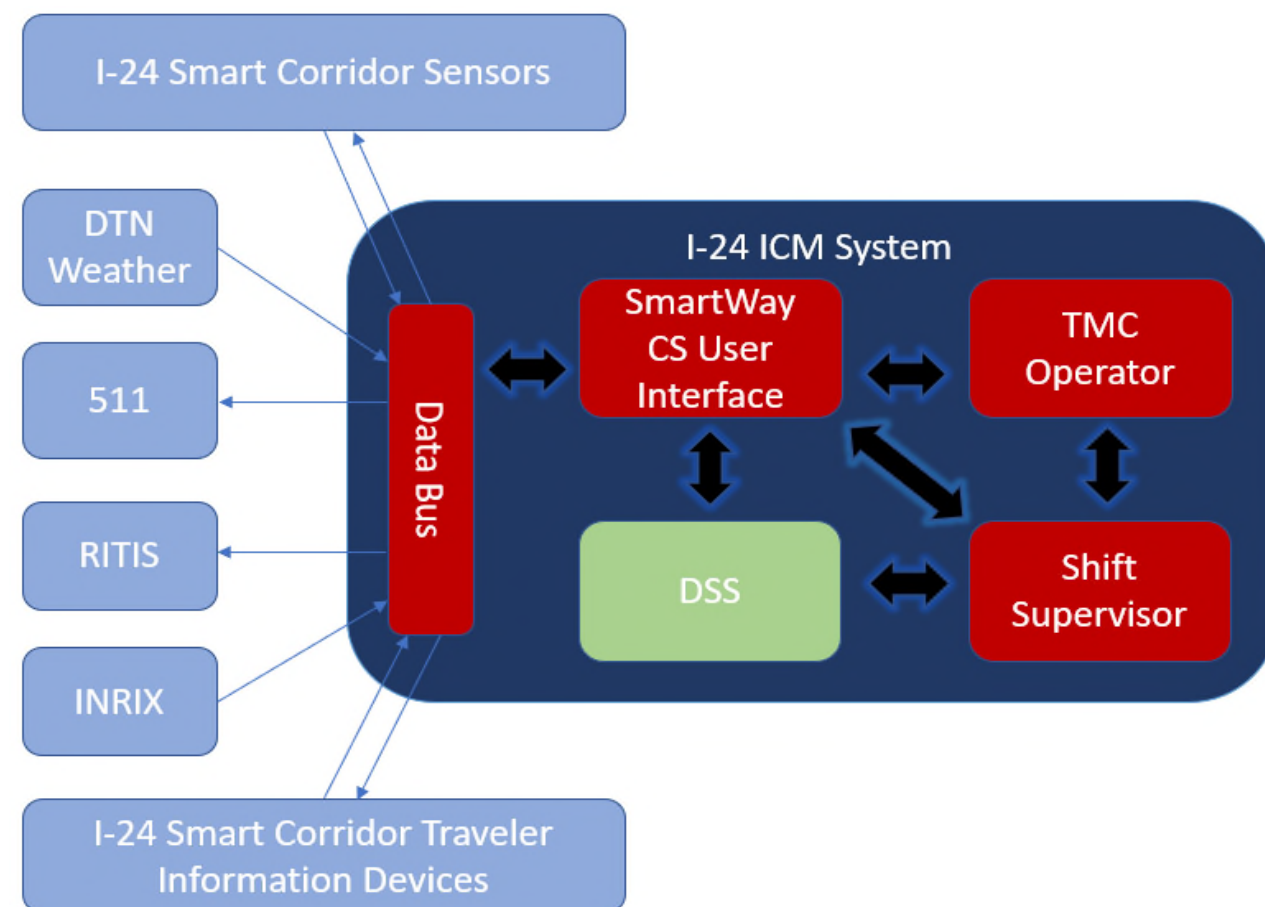 I-24 Smart Corridor Sensors
DTN
Weather
511
RITIS
INRIX
I-24 Smart Corridor Traveler
Information Devices
I-24 ICM System
Data Bus
SmartWay
CS User
Interface
TMC
Operator
DSS
Shift
Supervisor